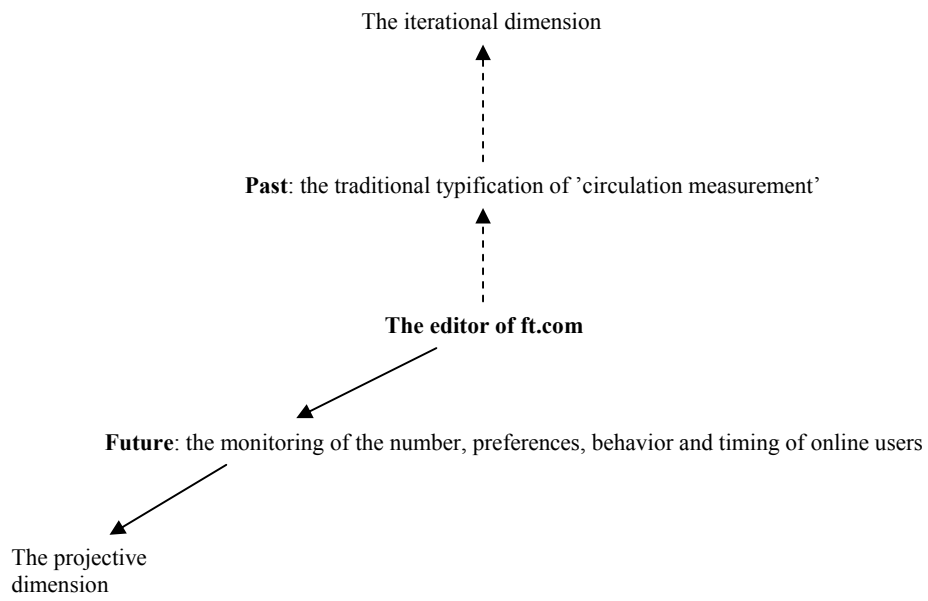 The iterational dimension
Past: the traditional typification of ’circulation measurement’
The editor of ft.com
Future: the monitoring of the number, preferences, behavior and timing of online users
The projective
dimension